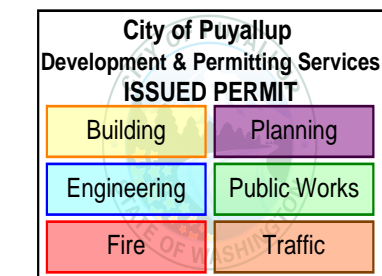 City of Puyallup
Development & Permitting Services
ISSUED PERMIT
Building Planning
Engineering Public Works
Fire Traffic